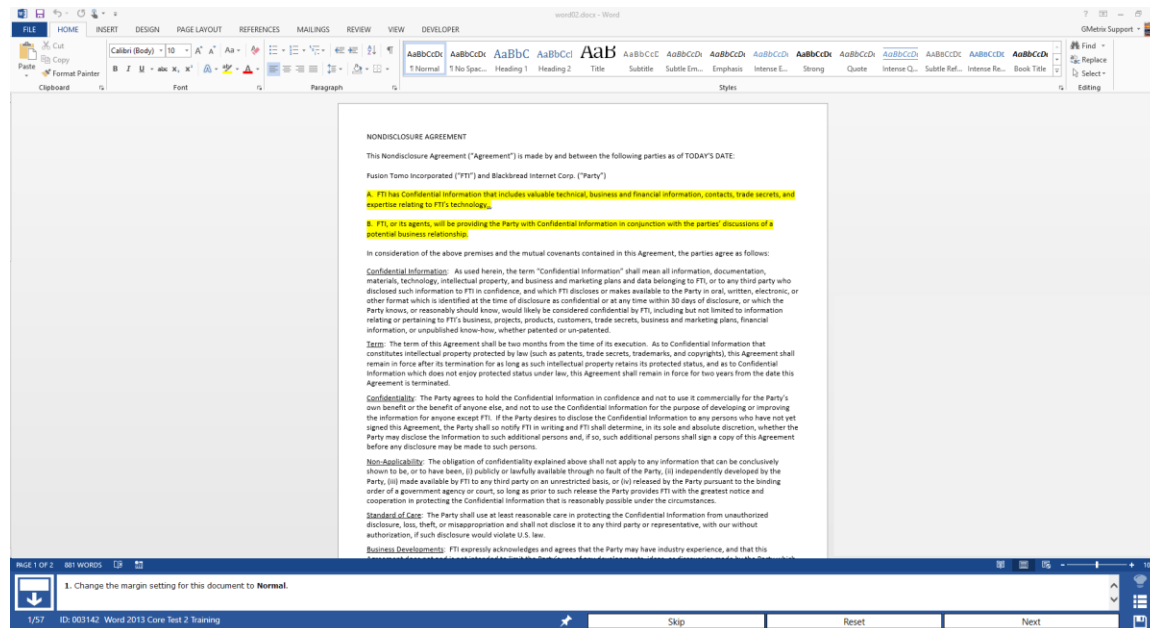 word02.docx - Word
FILE HOME INSERT DESIGN PAGE LAYOUT REFERENCES MAILINGS REVIEW VIEW DEVELOPER GMetrix Support
Paste
Cut
Copy
Format Painter
Clipboard
Calibri (Body) 10
Font
Paragraph
AaBbCcDc AaBbCcDc AaBbC AaBbCcl AaB AaBbCcC AaBbCcDt AaBbCcDt AaBbCcDt AaBbCcDc AaBbCcDt AaBbCcDt AABBCCDC AABBCCDC AaBbCcDt
¶ Normal ¶ No Spac... Heading 1 Heading 2 Title Subtitle Subtle Em... Emphasis Intense E... Strong Quote Intense Q... Subtle Ref... Intense Re... Book Title
Styles
Find
Replace
Select
Editing
NONDISCLOSURE AGREEMENT
This Nondisclosure Agreement ("Agreement") is made by and between the following parties as of TODAY'S DATE:
Fusion Tomo Incorporated ("FTI") and Blackbread Internet Corp. ("Party")
A. FTI has Confidential Information that includes valuable technical, business and financial information, contacts, trade secrets, and
expertise relating to FTI's technology.
B. FTI, or its agents, will be providing the Party with Confidential Information in conjunction with the parties' discussions of a
potential business relationship.
In consideration of the above premises and the mutual covenants contained in this Agreement, the parties agree as follows:
Confidential Information: As used herein, the term "Confidential Information" shall mean all information, documentation,
materials, technology, intellectual property, and business and marketing plans and data belonging to FTI, or to any third party who
disclosed such information to FTI in confidence, and which FTI discloses or makes available to the Party in oral, written, electronic, or
other format which is identified at the time of disclosure as confidential or at any time within 30 days of disclosure, or which the
Party knows, or reasonably should know, would likely be considered confidential by FTI, including but not limited to information
relating or pertaining to FTI's business, projects, products, customers, trade secrets, business and marketing plans, financial
information, or unpublished know-how, whether patented or un-patented.
Term: The term of this Agreement shall be two months from the time of its execution. As to Confidential Information that
constitutes intellectual property protected by law (such as patents, trade secrets, trademarks, and copyrights), this Agreement shall
remain in force after its termination for as long as such intellectual property retains its protected status, and as to Confidential
Information which does not enjoy protected status under law, this Agreement shall remain in force for two years from the date this
Agreement is terminated.
Confidentiality: The Party agrees to hold the Confidential Information in confidence and not to use it commercially for the Party's
own benefit or the benefit of anyone else, and not to use the Confidential Information for the purpose of developing or improving
the information for anyone except FTI. If the Party desires to disclose the Confidential Information to any persons who have not yet
signed this Agreement, the Party shall so notify FTI in writing and FTI shall determine, in its sole and absolute discretion, whether the
Party may disclose the Information to such additional persons and, if so, such additional persons shall sign a copy of this Agreement
before any disclosure may be made to such persons.
Non-Applicability: The obligation of confidentiality explained above shall not apply to any information that can be conclusively
shown to be, or to have been, (i) publicly or lawfully available through no fault of the Party, (ii) independently developed by the
Party, (iii) made available by FTI to any third party on an unrestricted basis, or (iv) released by the Party pursuant to the binding
order of a government agency or court, so long as prior to such release the Party provides FTI with the greatest notice and
cooperation in protecting the Confidential Information that is reasonably possible under the circumstances.
Standard of Care: The Party shall use at least reasonable care in protecting the Confidential Information from unauthorized
disclosure, loss, theft, or misappropriation and shall not disclose it to any third party or representative, with our without
authorization, if such disclosure would violate U.S. law.
Business Developments: FTI expressly acknowledges and agrees that the Party may have industry experience, and that this
PAGE 1 OF 2 881 WORDS
1. Change the margin setting for this document to Normal.
1/57 ID: 003142 Word 2013 Core Test 2 Training Skip Reset Next